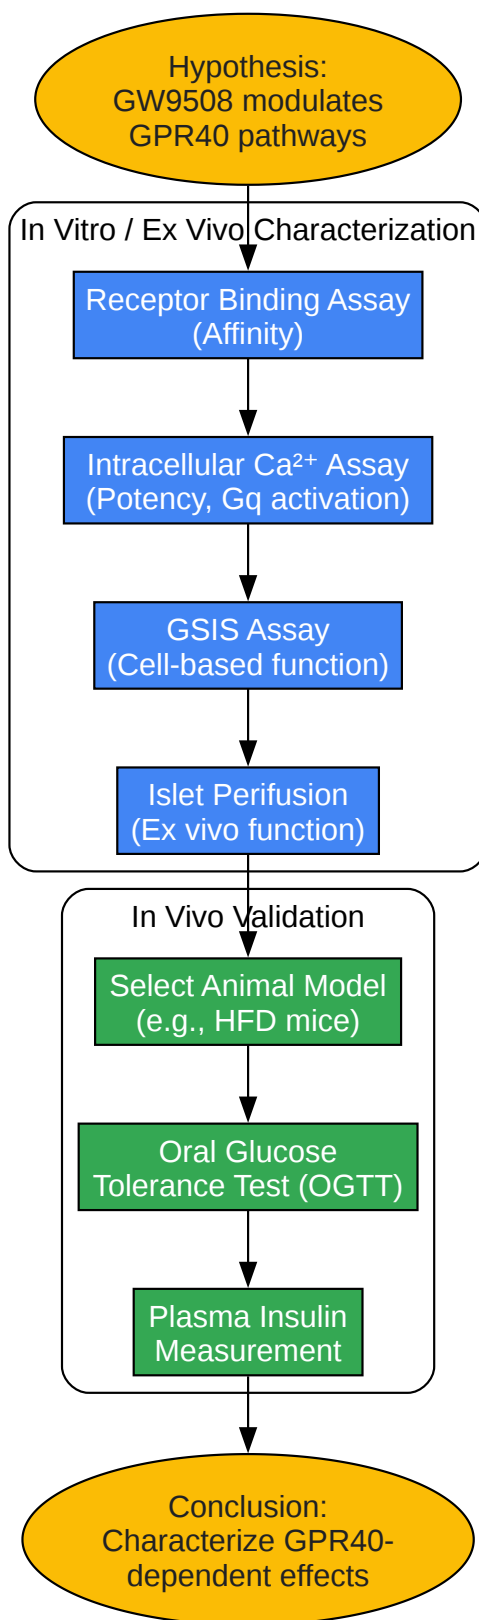 Hypothesis:
GW9508 modulates
GPR40 pathways
In Vitro / Ex Vivo Characterization
Receptor Binding Assay
(Affinity)
Intracellular Ca²⁺ Assay
(Potency, Gq activation)
GSIS Assay
(Cell-based function)
Islet Perifusion
(Ex vivo function)
In Vivo Validation
Select Animal Model
(e.g., HFD mice)
Oral Glucose
Tolerance Test (OGTT)
Plasma Insulin
Measurement
Conclusion:
Characterize GPR40-
dependent effects